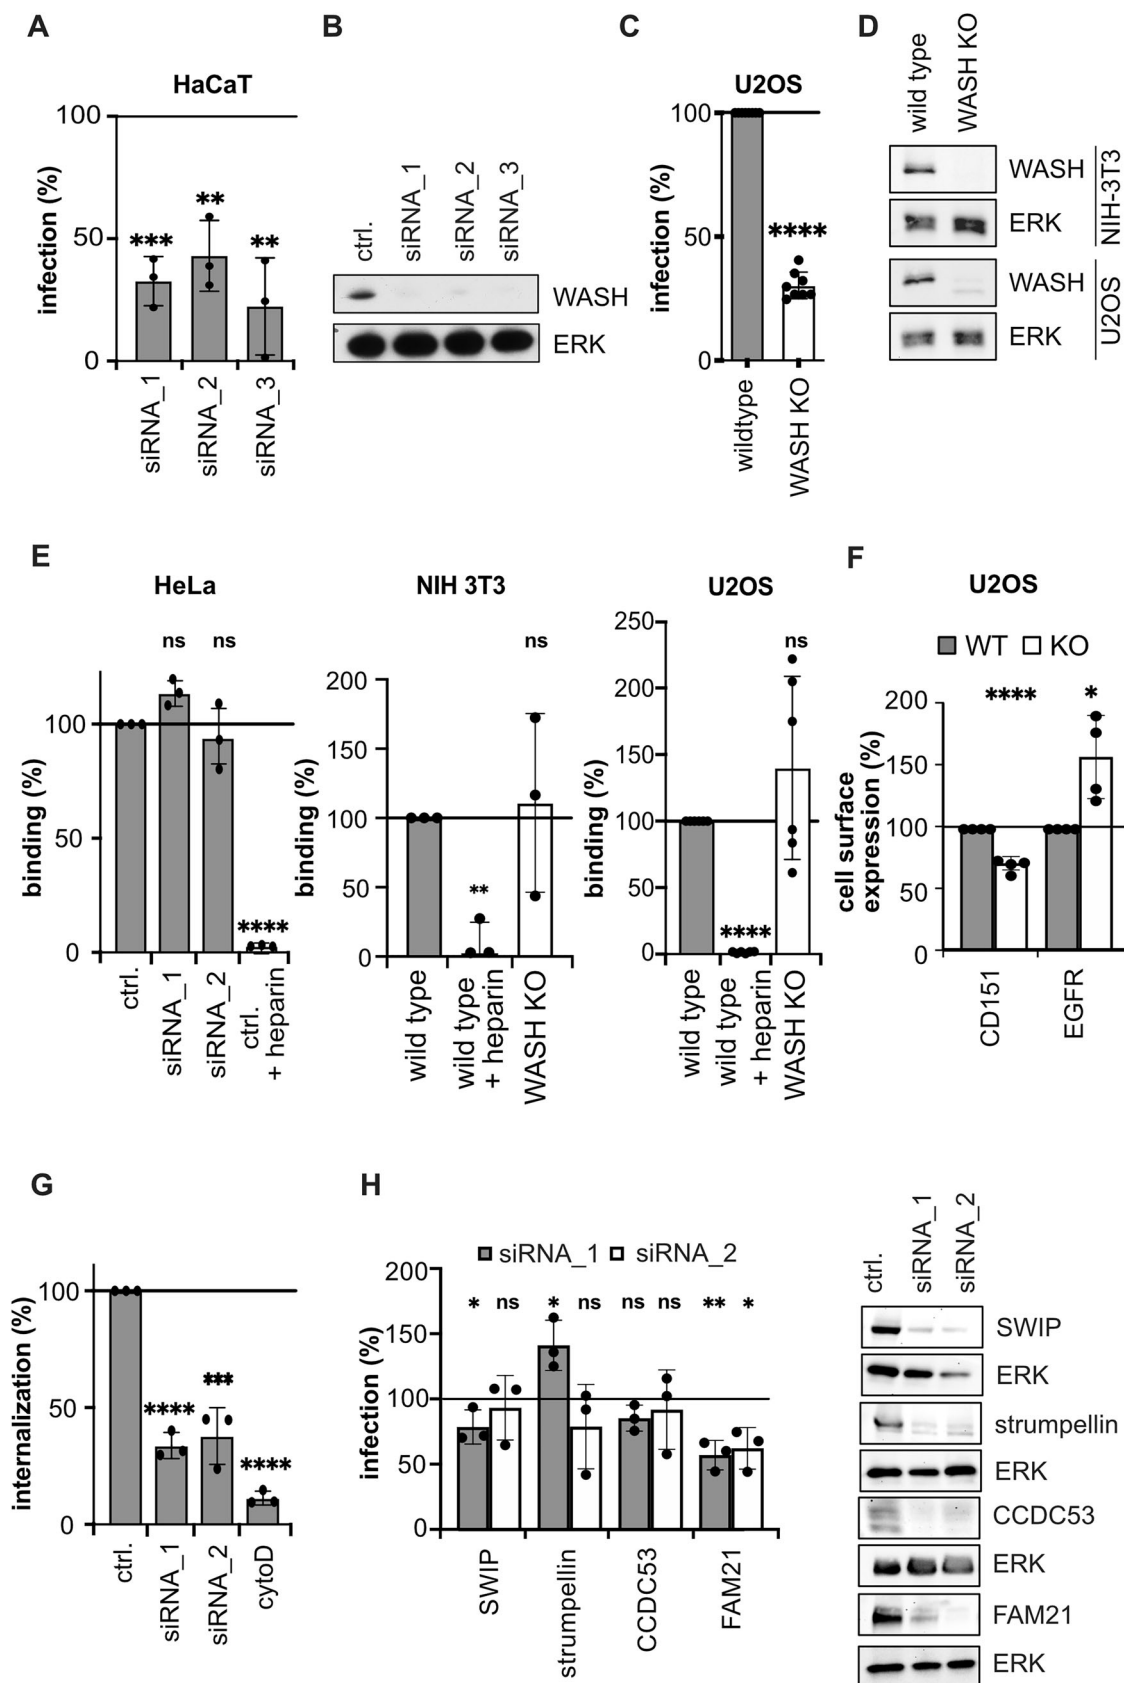 A
HaCaT
infection (%)
100
50
0
***
**
**
siRNA_1
siRNA_2
siRNA_3
B
ctrl.
siRNA_1
siRNA_2
siRNA_3
WASH
ERK
C
U2OS
infection (%)
100
50
0
****
wildtype
WASH KO
D
wild type
WASH KO
WASH
ERK
NIH-3T3
WASH
ERK
U2OS
E
HeLa
binding (%)
100
50
0
ns
ns
****
ctrl.
siRNA_1
siRNA_2
ctrl.
+ heparin
NIH 3T3
binding (%)
200
150
100
50
0
**
ns
wild type
wild type
+ heparin
WASH KO
U2OS
binding (%)
250
200
150
100
50
0
****
ns
wild type
wild type
+ heparin
WASH KO
F
U2OS
WT KO
cell surface
expression (%)
200
150
100
50
0
****
*
CD151
EGFR
G
internalization (%)
100
50
0
****
***
****
ctrl.
siRNA_1
siRNA_2
cytoD
H
siRNA_1 siRNA_2
infection (%)
200
150
100
50
0
* ns * ns ns ns ** *
SWIP
strumpellin
CCDC53
FAM21
ctrl.
siRNA_1
siRNA_2
SWIP
ERK
strumpellin
ERK
CCDC53
ERK
FAM21
ERK